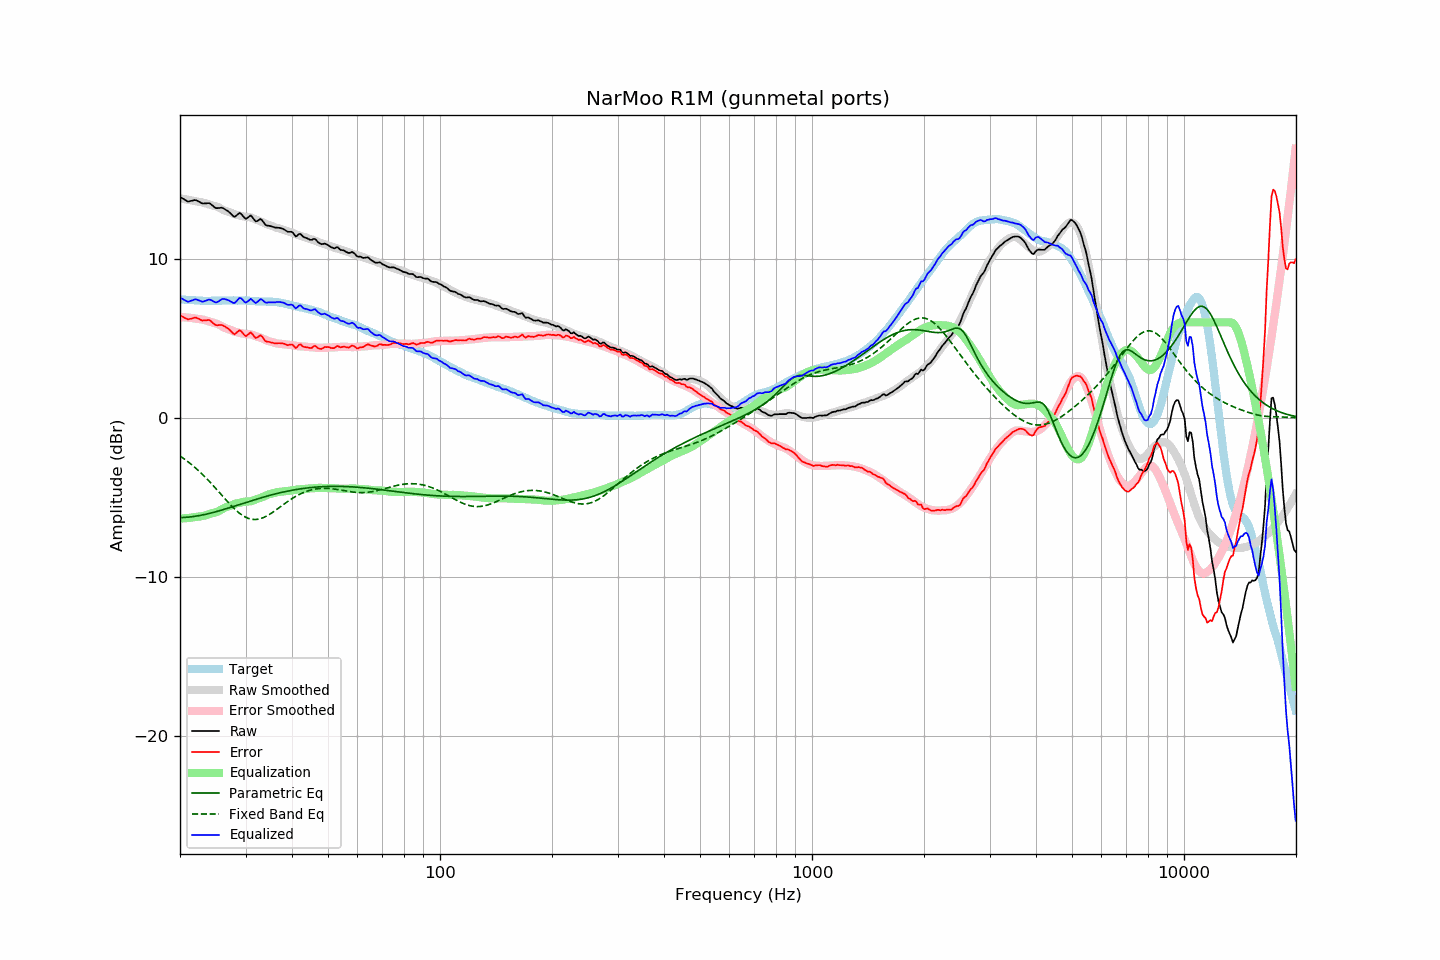 NarMoo R1M (gunmetal ports)
Amplitude (dBr)
10
0
−10
−20
Target
Raw Smoothed
Error Smoothed
Raw
Error
Equalization
Parametric Eq
Fixed Band Eq
Equalized
100
1000
10000
Frequency (Hz)